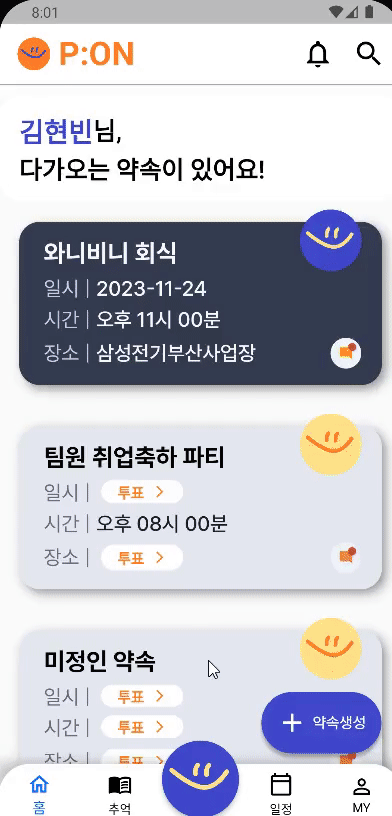 8:01
P:ON
김현빈님,
다가오는 약속이 있어요!
와니비니 회식
일시 | 2023-11-24
시간 | 오후 11시 00분
장소 | 삼성전기부산사업장
팀원 취업축하 파티
일시 | 투표 >
시간 | 오후 08시 00분
장소 | 투표 >
미정인 약속
일시 | 투표 >
시간 | 투표 >
+ 약속생성
장소 | 투표 >
홈
추억
일정
MY